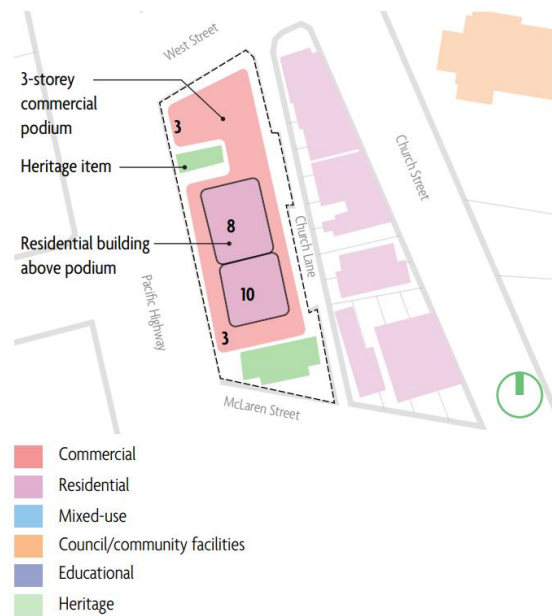 West Street
3-storey
commercial
podium
3
Heritage item
Church Street
Residential building
above podium
8
Church Lane
10
Pacific Highway
3
McLaren Street
Commercial
Residential
Mixed-use
Council/community facilities
Educational
Heritage